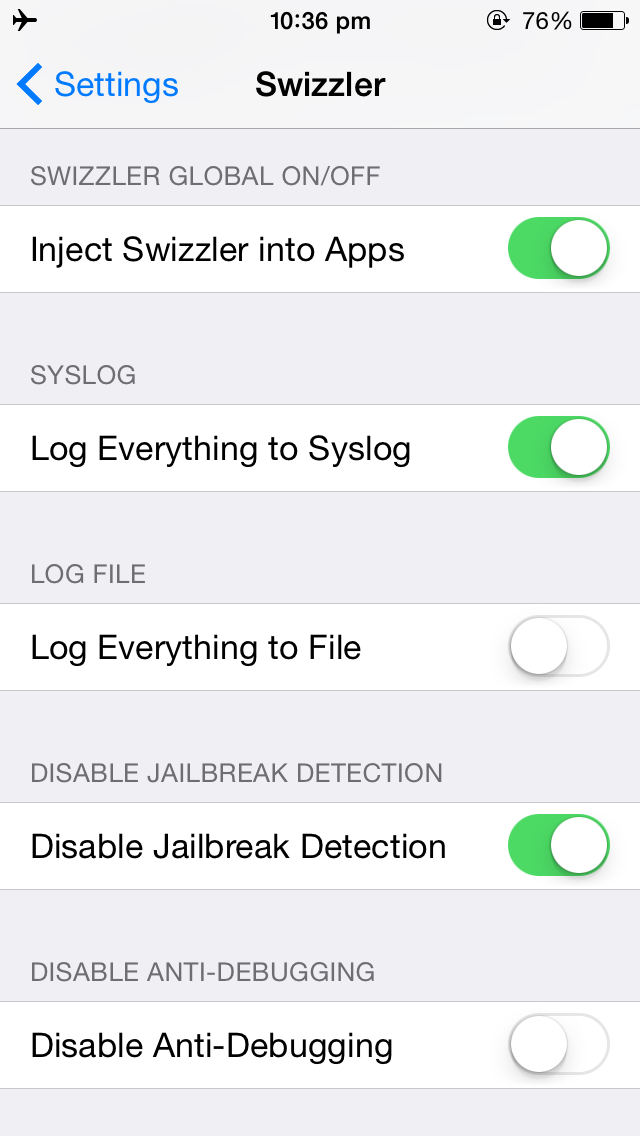 10:36 pm 76%
Settings Swizzler
SWIZZLER GLOBAL ON/OFF
Inject Swizzler into Apps
SYSLOG
Log Everything to Syslog
LOG FILE
Log Everything to File
DISABLE JAILBREAK DETECTION
Disable Jailbreak Detection
DISABLE ANTI-DEBUGGING
Disable Anti-Debugging